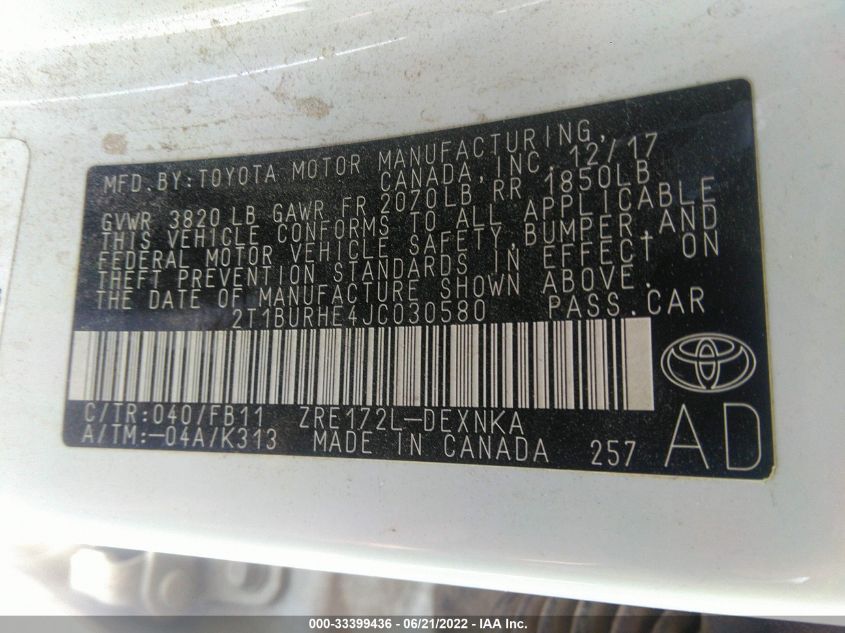 MFD.BY:TOYOTA MOTOR MANUFACTURING,
CANADA,INC. 12/17
GVWR 3820 LB GAWR FR 2070LB RR 1850LB
THIS VEHICLE CONFORMS TO ALL APPLICABLE
FEDERAL MOTOR VEHICLE SAFETY,BUMPER,AND
THEFT PREVENTION STANDARDS IN EFFECT ON
THE DATE OF MANUFACTURE SHOWN ABOVE.
2T1BURHE4JC030580 PASS.CAR
C/TR:040/FB11 ZRE172L-DEXNKA
A/TM:-04A/K313 MADE IN CANADA 257
AD
000-33399436 - 06/21/2022 - IAA Inc.